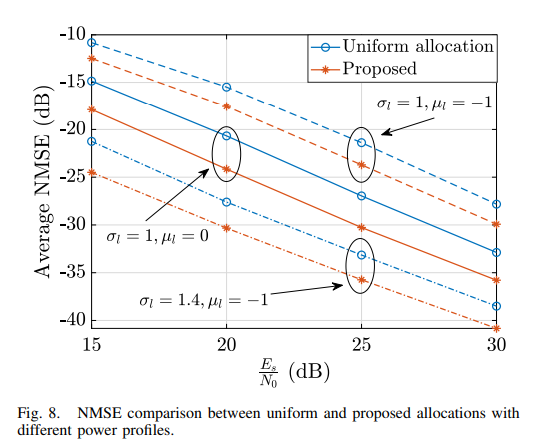 -10
-15
-20
-25
-30
-35
-40
15
20
25
30
Average NMSE (dB)
E_s/N_0 (dB)
Uniform allocation
Proposed
σ_l = 1, μ_l = −1
σ_l = 1, μ_l = 0
σ_l = 1.4, μ_l = −1
Fig. 8. NMSE comparison between uniform and proposed allocations with
different power profiles.